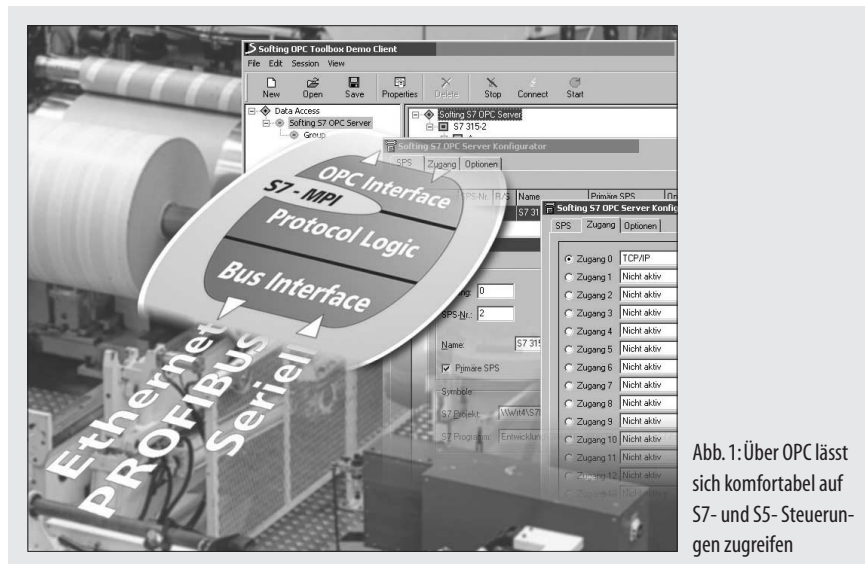 Softing OPC Toolbox Demo Client
File Edit Session View
New Open Save Properties Delete Stop Connect Start
Data Access
Softing S7 OPC Server
Group
Softing S7 OPC Server
S7 315-2
Softing S7 OPC Server Konfigurator
SPS Zugang Optionen
SPS-Nr. R/S Name Primäre SPS
S7 31
Softing S7 OPC Server Konfig
SPS Zugang Optionen
Zugang 0 TCP/IP
Zugang 1 Nicht aktiv
Zugang 2 Nicht aktiv
Zugang 3 Nicht aktiv
Zugang 4 Nicht aktiv
Zugang 5 Nicht aktiv
Zugang 6 Nicht aktiv
Zugang 7 Nicht aktiv
Zugang 8 Nicht aktiv
Zugang 9 Nicht aktiv
Zugang 10 Nicht aktiv
Zugang 11 Nicht aktiv
Zugang 12 Nicht aktiv
0
SPS-Nr.: 2
Name: S7 315
Primäre SPS
Symbole
S7 Projekt:
S7 Programm: Entwicklung
OPC Interface
S7 - MPI
Protocol Logic
Bus Interface
Ethernet
PROFIBUS
Seriell
Abb. 1: Über OPC lässt
sich komfortabel auf
S7- und S5- Steuerun-
gen zugreifen